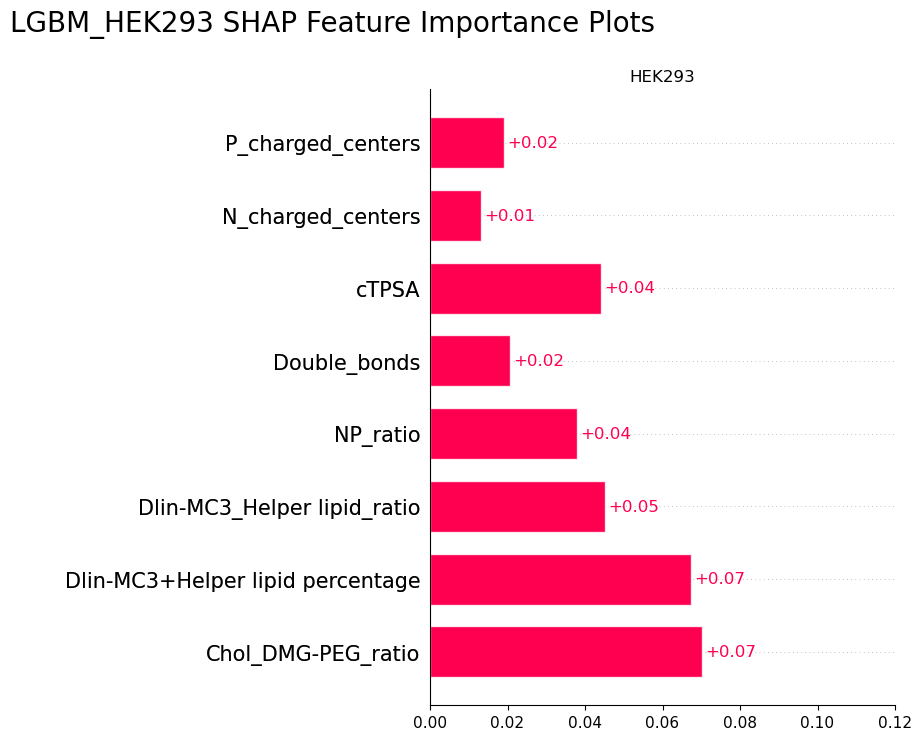 LGBM_HEK293 SHAP Feature Importance Plots
HEK293
P_charged_centers +0.02
N_charged_centers +0.01
cTPSA +0.04
Double_bonds +0.02
NP_ratio +0.04
Dlin-MC3_Helper lipid_ratio +0.05
Dlin-MC3+Helper lipid percentage +0.07
Chol_DMG-PEG_ratio +0.07
0.00 0.02 0.04 0.06 0.08 0.10 0.12